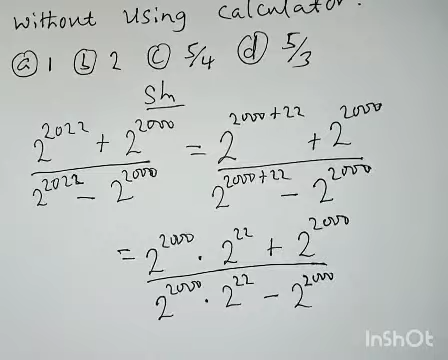 without using calculator.
ⓐ 1 ⓑ 2 ⓒ 5/4 ⓓ 5/3
Sln
(2^2022 + 2^2000)/(2^2022 - 2^2000) = (2^(2000+22) + 2^2000)/(2^(2000+22) - 2^2000)
= (2^2000 · 2^22 + 2^2000)/(2^2000 · 2^22 - 2^2000)
InShOt